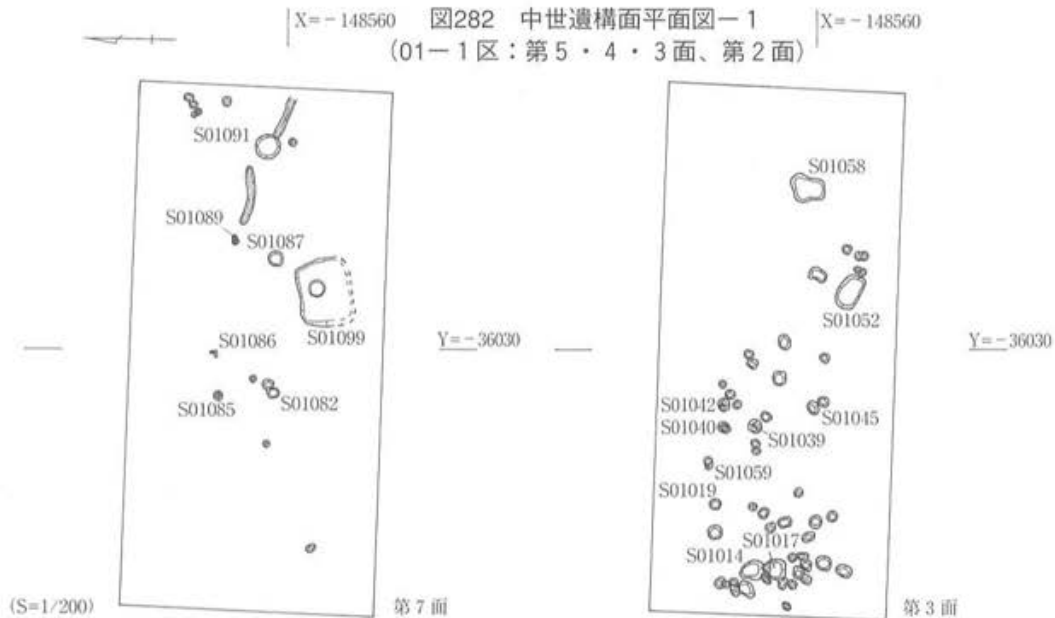 X=－148560
図282　中世遺構面平面図－1
X=－148560
(01－1区：第5・4・3面、第2面)
S01091
S01089
S01087
S01099
S01086
S01085
S01082
Y=－36030
(S=1/200)
第7面
S01058
S01052
Y=－36030
S01042
S01045
S01040
S01039
S01059
S01019
S01017
S01014
第3面